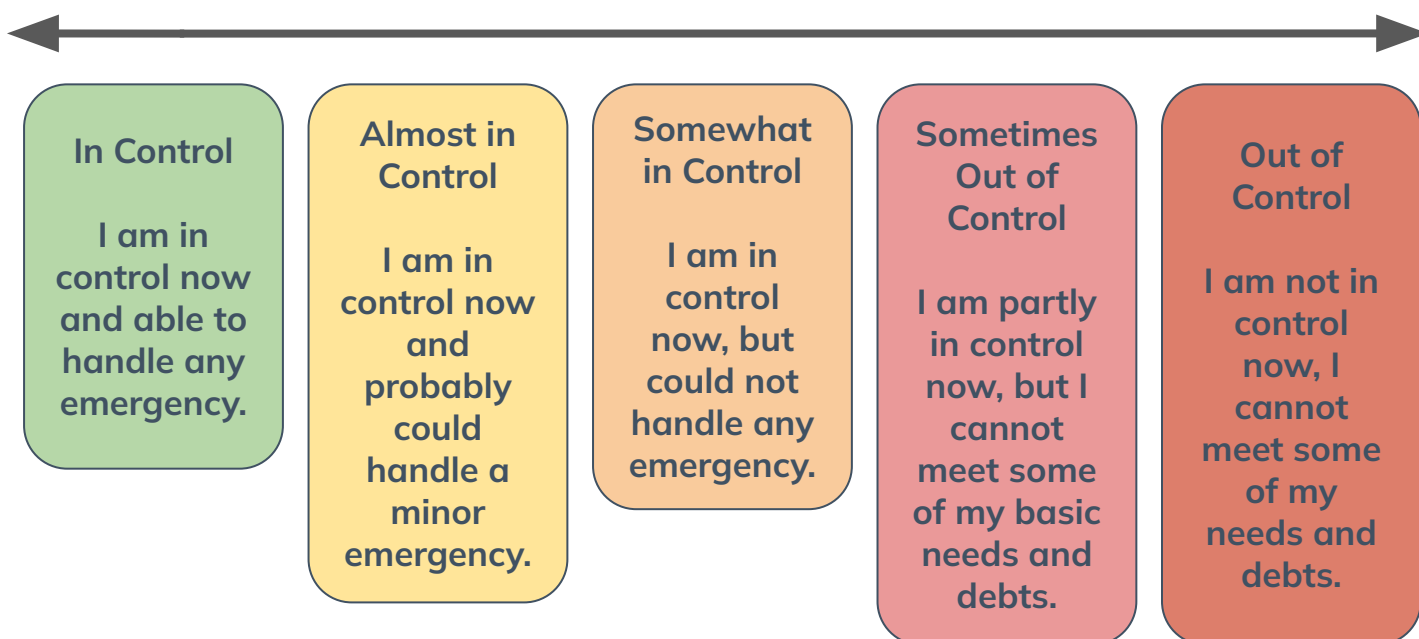 In Control
I am in
control now
and able to
handle any
emergency.
Almost in
Control
I am in
control now
and
probably
could
handle a
minor
emergency.
Somewhat
in Control
I am in
control
now, but
could not
handle any
emergency.
Sometimes
Out of
Control
I am partly
in control
now, but I
cannot
meet some
of my basic
needs and
debts.
Out of
Control
I am not in
control
now, I
cannot
meet some
of my
needs and
debts.